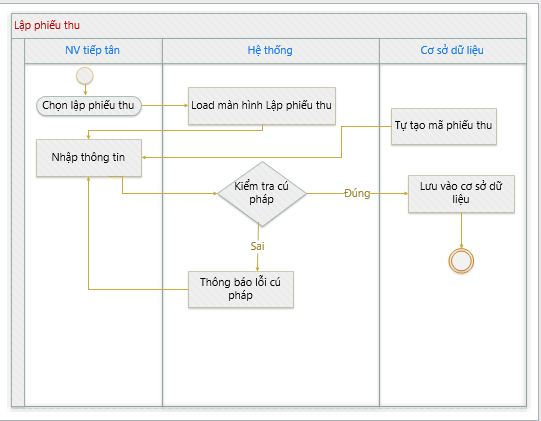 Lập phiếu thu
NV tiếp tân
Hệ thống
Cơ sở dữ liệu
Chọn lập phiếu thu
Load màn hình Lập phiếu thu
Tự tạo mã phiếu thu
Nhập thông tin
Kiểm tra cú
pháp
Đúng
Lưu vào cơ sở dữ
liệu
Sai
Thông báo lỗi cú
pháp